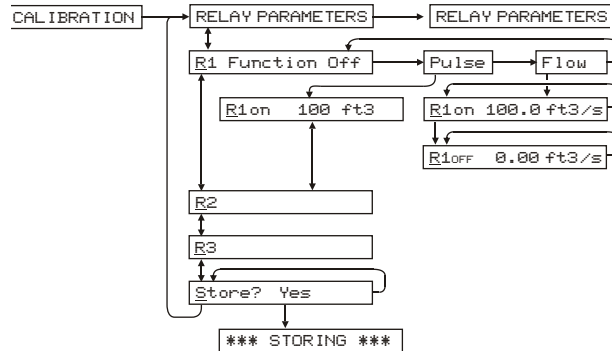 CALIBRATION
RELAY PARAMETERS
RELAY PARAMETERS
R1 Function Off
Pulse
Flow
R1on 100 ft3
R1on 100.0 ft3/s
R1OFF 0.00 ft3/s
R2
R3
Store? Yes
*** STORING ***